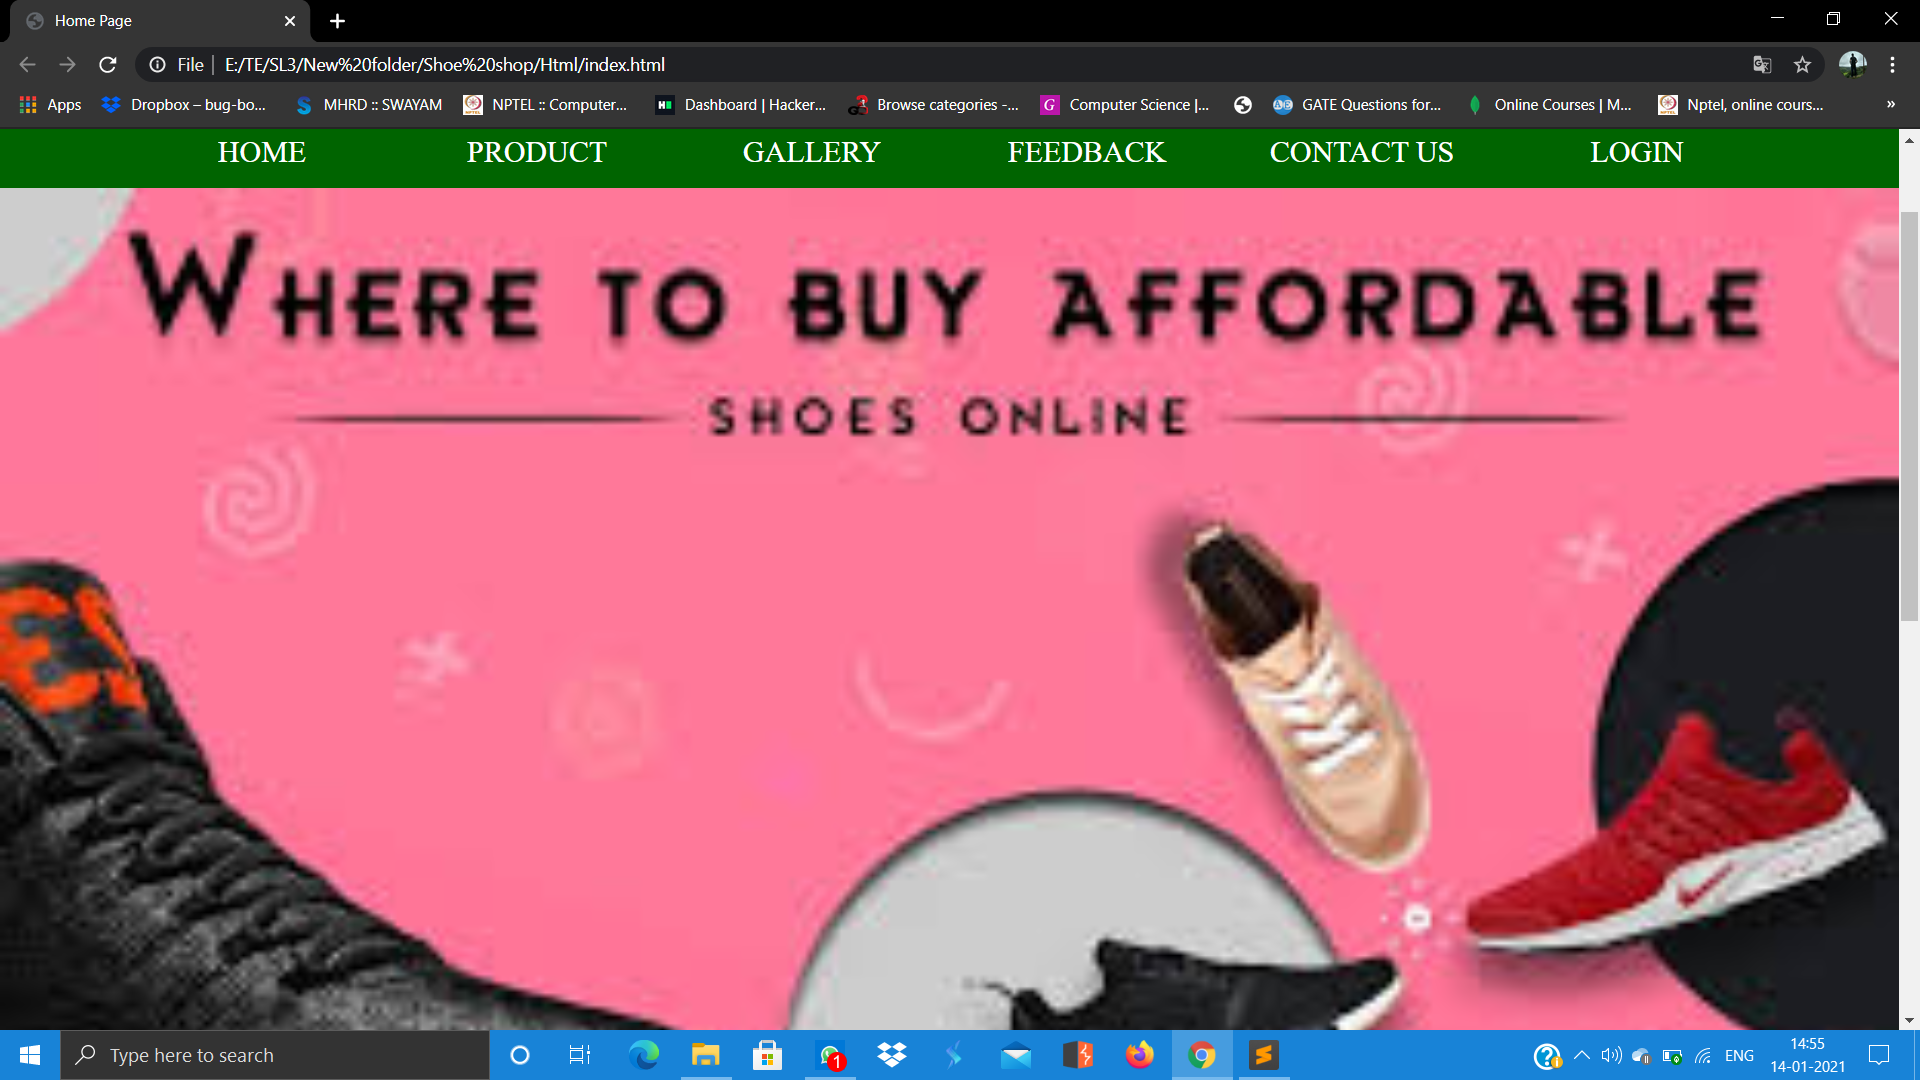 Home Page
File
E:/TE/SL3/New%20folder/Shoe%20shop/Html/index.html
Apps
Dropbox – bug-bo...
MHRD :: SWAYAM
NPTEL :: Computer...
Dashboard | Hacker...
Browse categories -...
Computer Science |...
GATE Questions for...
Online Courses | M...
Nptel, online cours...
»
HOME PRODUCT GALLERY FEEDBACK CONTACT US LOGIN
WHERE TO BUY AFFORDABLE
SHOES ONLINE
Type here to search
1
ENG
14:55
14-01-2021